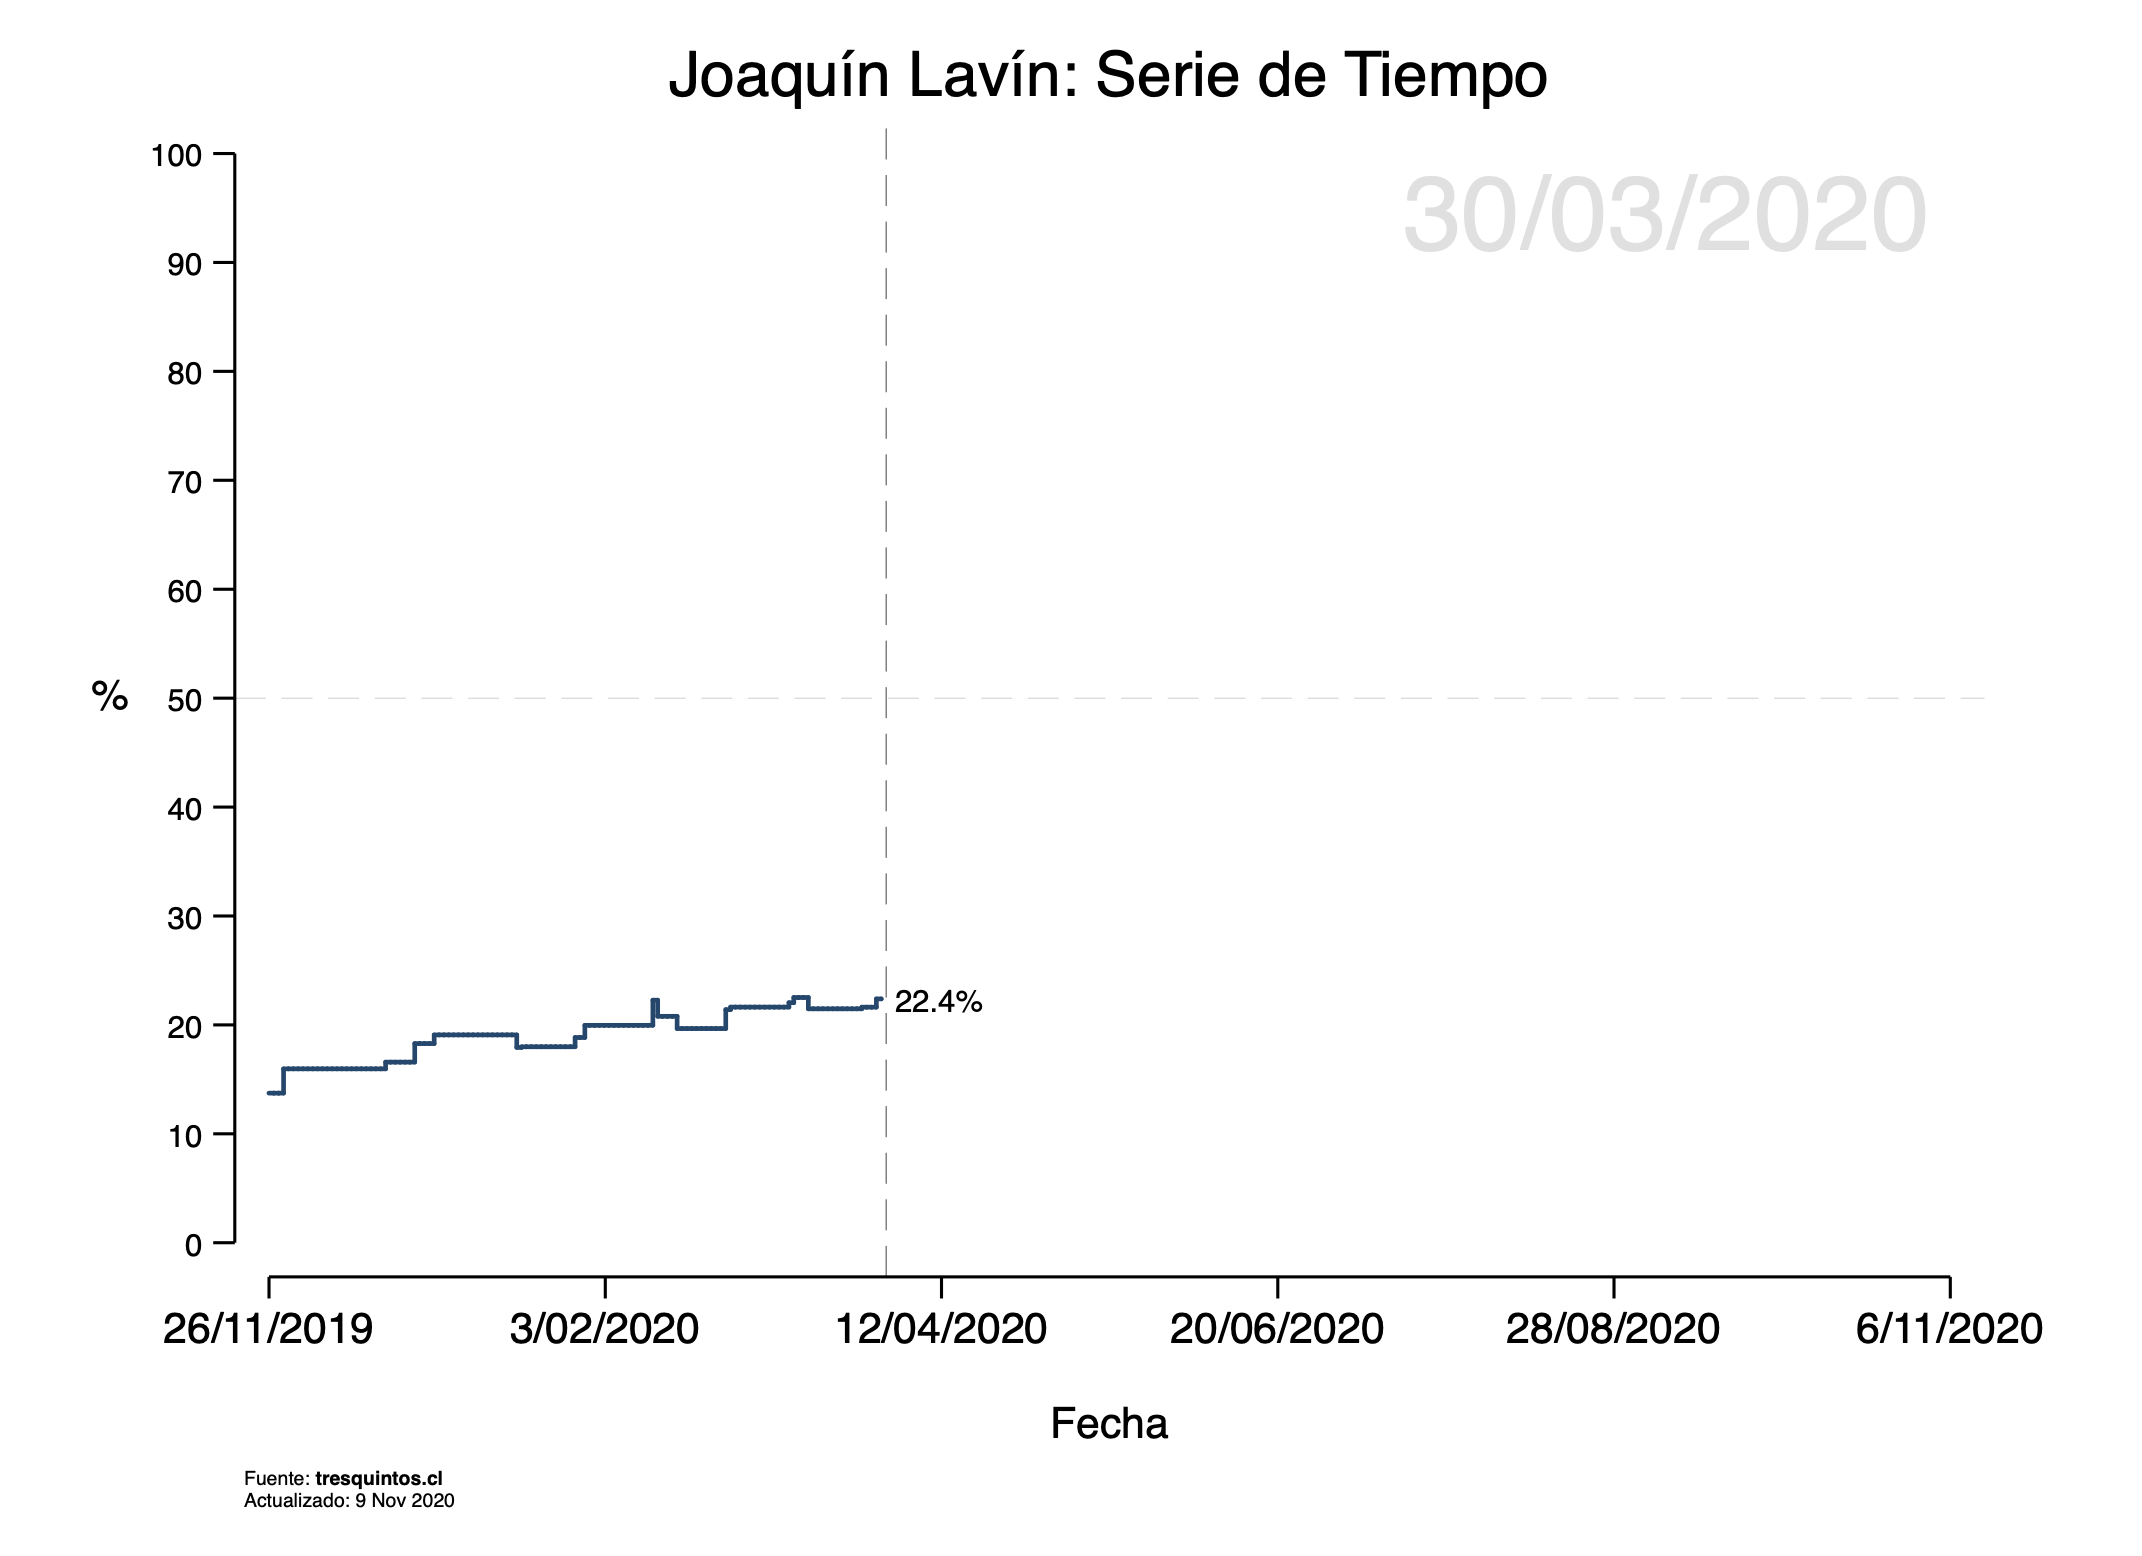 Joaquín Lavín: Serie de Tiempo
30/03/2020
100
90
80
70
60
% 50
40
30
22.4%
20
10
0
26/11/2019 3/02/2020 12/04/2020 20/06/2020 28/08/2020 6/11/2020
Fecha
Fuente: tresquintos.cl
Actualizado: 9 Nov 2020